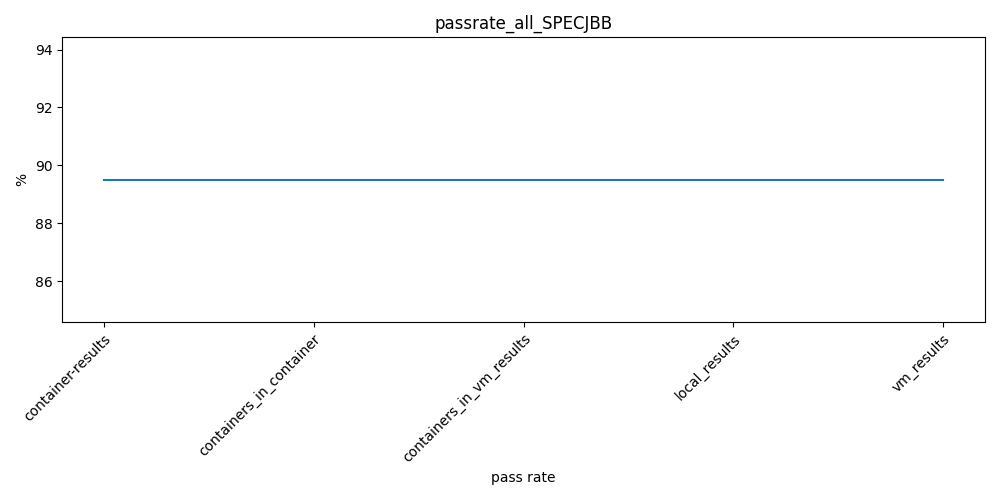 passrate_all_SPECJBB
94
92
90
88
86
%
container-results
containers_in_container
containers_in_vm_results
local_results
vm_results
pass rate